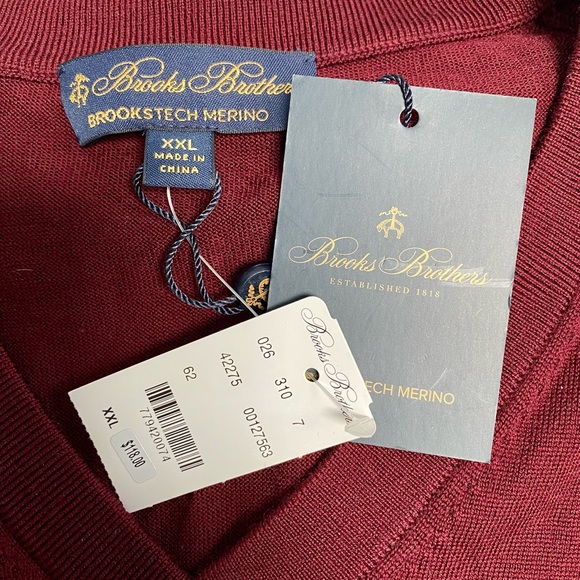 Brooks Brothers
BROOKSTECH MERINO
XXL
MADE IN
CHINA
Brooks Brothers
ESTABLISHED 1818
TECH MERINO
Brooks Brothers
026 310 7
42275 00127563
62
779420074
XXL
$118.00